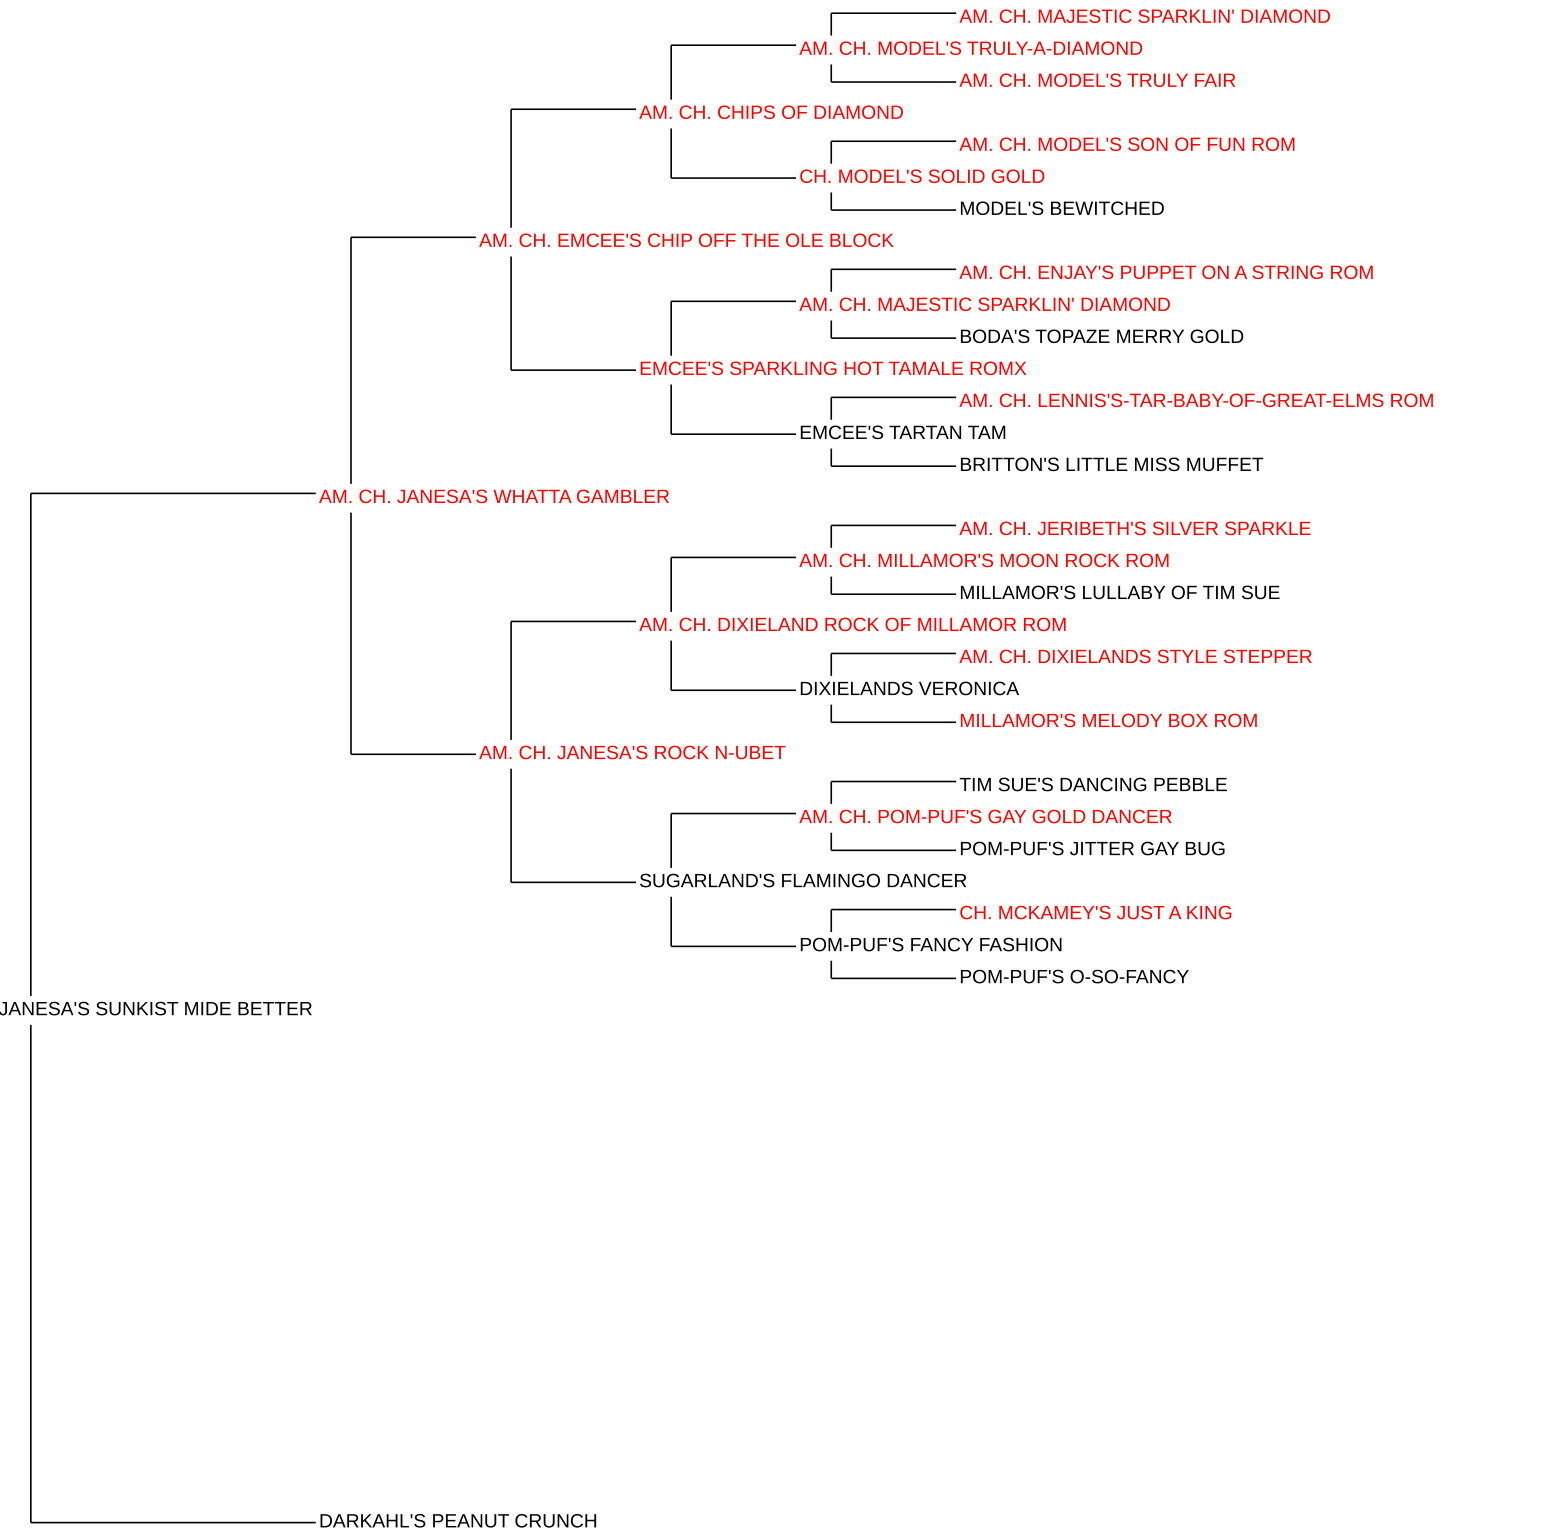 AM. CH. MAJESTIC SPARKLIN' DIAMOND
AM. CH. MODEL'S TRULY-A-DIAMOND
AM. CH. MODEL'S TRULY FAIR
AM. CH. CHIPS OF DIAMOND
AM. CH. MODEL'S SON OF FUN ROM
CH. MODEL'S SOLID GOLD
MODEL'S BEWITCHED
AM. CH. EMCEE'S CHIP OFF THE OLE BLOCK
AM. CH. ENJAY'S PUPPET ON A STRING ROM
AM. CH. MAJESTIC SPARKLIN' DIAMOND
BODA'S TOPAZE MERRY GOLD
EMCEE'S SPARKLING HOT TAMALE ROMX
AM. CH. LENNIS'S-TAR-BABY-OF-GREAT-ELMS ROM
EMCEE'S TARTAN TAM
BRITTON'S LITTLE MISS MUFFET
AM. CH. JANESA'S WHATTA GAMBLER
AM. CH. JERIBETH'S SILVER SPARKLE
AM. CH. MILLAMOR'S MOON ROCK ROM
MILLAMOR'S LULLABY OF TIM SUE
AM. CH. DIXIELAND ROCK OF MILLAMOR ROM
AM. CH. DIXIELANDS STYLE STEPPER
DIXIELANDS VERONICA
MILLAMOR'S MELODY BOX ROM
AM. CH. JANESA'S ROCK N-UBET
TIM SUE'S DANCING PEBBLE
AM. CH. POM-PUF'S GAY GOLD DANCER
POM-PUF'S JITTER GAY BUG
SUGARLAND'S FLAMINGO DANCER
CH. MCKAMEY'S JUST A KING
POM-PUF'S FANCY FASHION
POM-PUF'S O-SO-FANCY
JANESA'S SUNKIST MIDE BETTER
DARKAHL'S PEANUT CRUNCH